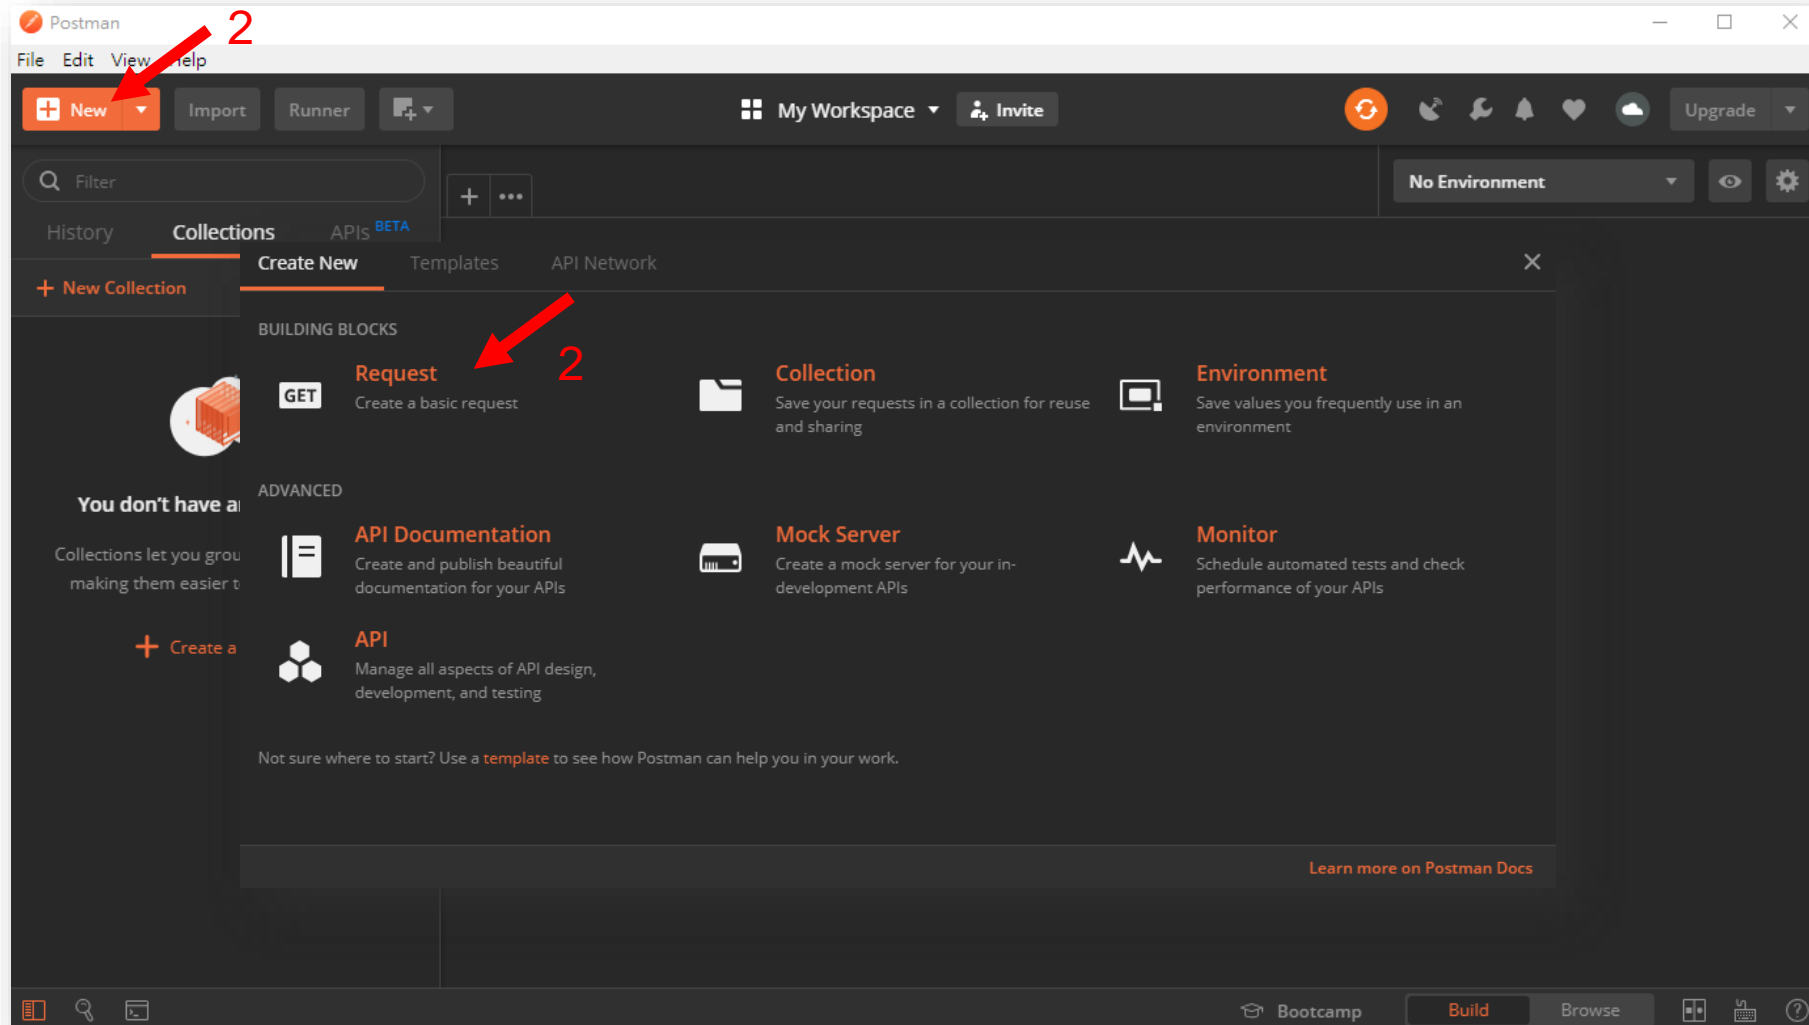 Postman
2
File Edit View Help
New
Import
Runner
My Workspace
Invite
Upgrade
Filter
No Environment
History
Collections
APIs BETA
Create New
Templates
API Network
+ New Collection
BUILDING BLOCKS
2
GET
Request
Create a basic request
Collection
Save your requests in a collection for reuse
and sharing
Environment
Save values you frequently use in an
environment
You don't have a
Collections let you grou
making them easier t
Create a
ADVANCED
API Documentation
Create and publish beautiful
documentation for your APIs
Mock Server
Create a mock server for your in-
development APIs
Monitor
Schedule automated tests and check
performance of your APIs
API
Manage all aspects of API design,
development, and testing
Not sure where to start? Use a template to see how Postman can help you in your work.
Learn more on Postman Docs
Bootcamp
Build
Browse